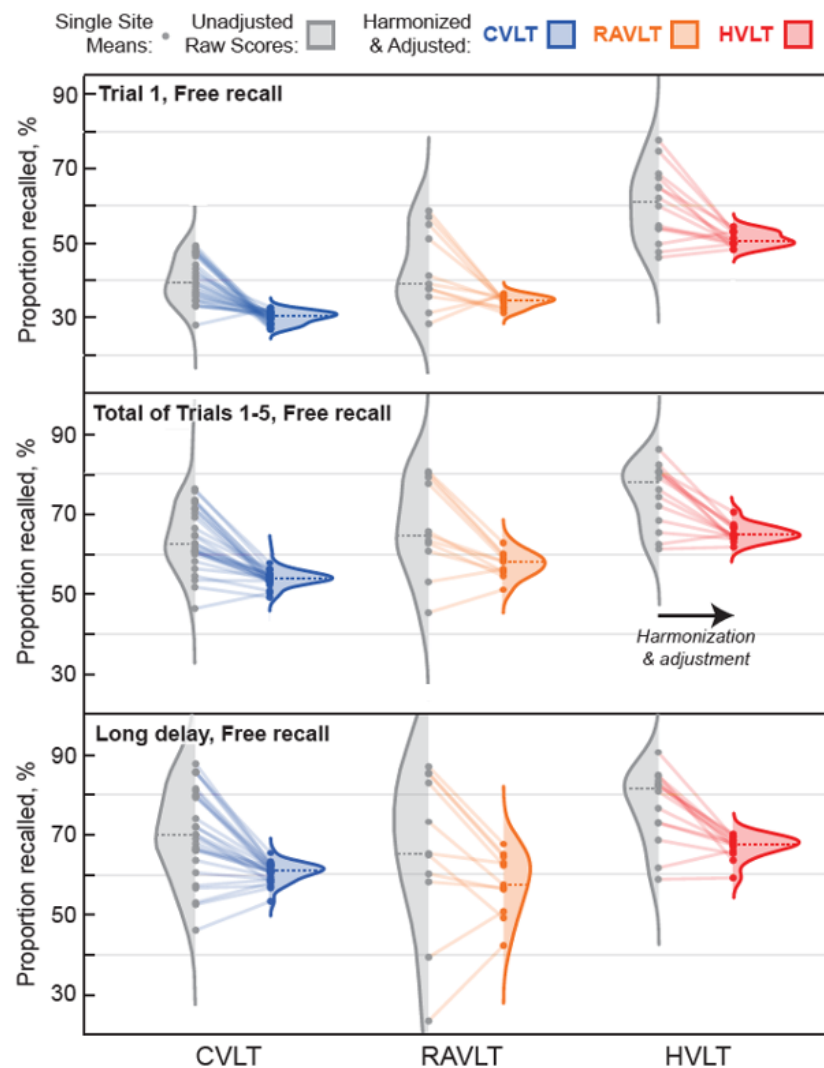 Single Site Means:
Unadjusted Raw Scores:
Harmonized & Adjusted:
CVLT
RAVLT
HVLT
Trial 1, Free recall
Proportion recalled, %
90
70
50
30
Total of Trials 1-5, Free recall
Proportion recalled, %
90
70
50
30
Harmonization
& adjustment
Long delay, Free recall
Proportion recalled, %
90
70
50
30
CVLT
RAVLT
HVLT